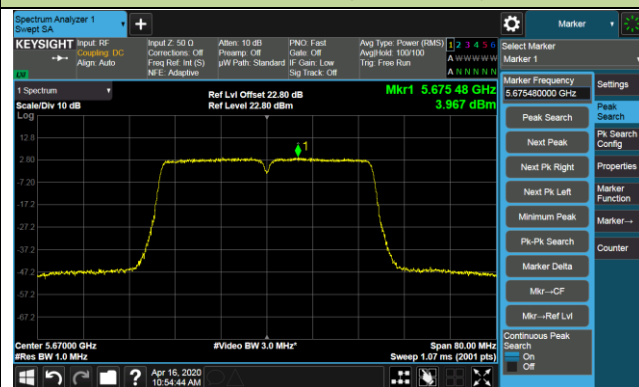 Spectrum Analyzer 1
Swept SA
Marker
KEYSIGHT
Input: RF
Coupling: DC
Align: Auto
Input Z: 50 Ω
Corrections: Off
Freq Ref: Int (S)
NFE: Adaptive
Atten: 10 dB
Preamp: Off
µW Path: Standard
PNO: Fast
Gate: Off
IF Gain: Low
Sig Track: Off
Avg Type: Power (RMS)
Avg|Hold: 100/100
Trig: Free Run
1 2 3 4 5 6
A W W W W W
A N N N N N
LXI
Select Marker
Marker 1
1 Spectrum
Scale/Div 10 dB
Log
Ref Lvl Offset 22.80 dB
Ref Level 22.80 dBm
Mkr1 5.675 48 GHz
3.967 dBm
12.8
2.80
-7.20
-17.2
-27.2
-37.2
-47.2
-57.2
-67.2
1
Center 5.67000 GHz
#Res BW 1.0 MHz
#Video BW 3.0 MHz*
Span 80.00 MHz
Sweep 1.07 ms (2001 pts)
Marker Frequency
5.675480000 GHz
Peak Search
Next Peak
Next Pk Right
Next Pk Left
Minimum Peak
Pk-Pk Search
Marker Delta
Mkr→CF
Mkr→Ref Lvl
Continuous Peak
Search
On
Off
Settings
Peak
Search
Pk Search
Config
Properties
Marker
Function
Marker→
Counter
Apr 16, 2020
10:54:44 AM